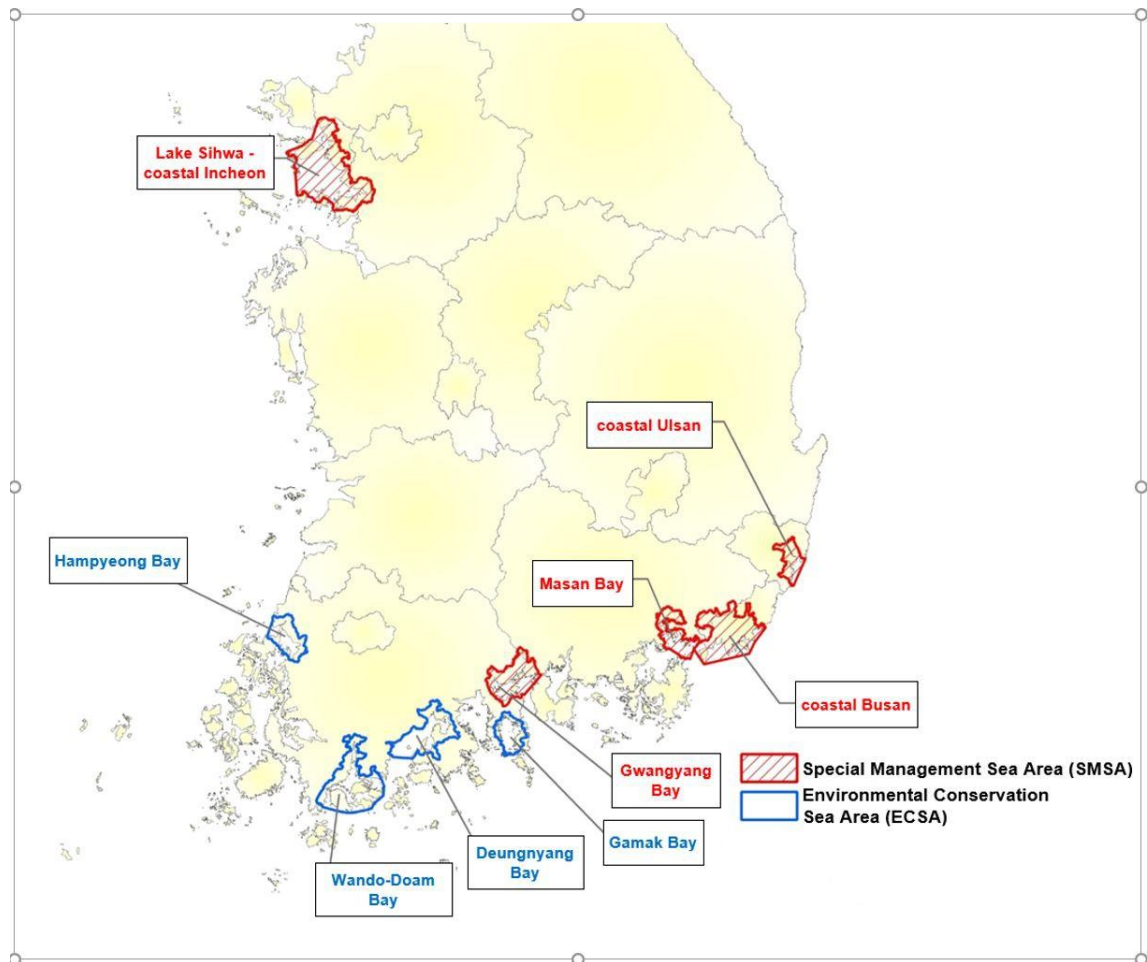 Lake Sihwa -
coastal Incheon
coastal Ulsan
Hampyeong Bay
Masan Bay
coastal Busan
Gwangyang
Bay
Special Management Sea Area (SMSA)
Environmental Conservation
Sea Area (ECSA)
Gamak Bay
Deungnyang
Bay
Wando-Doam
Bay